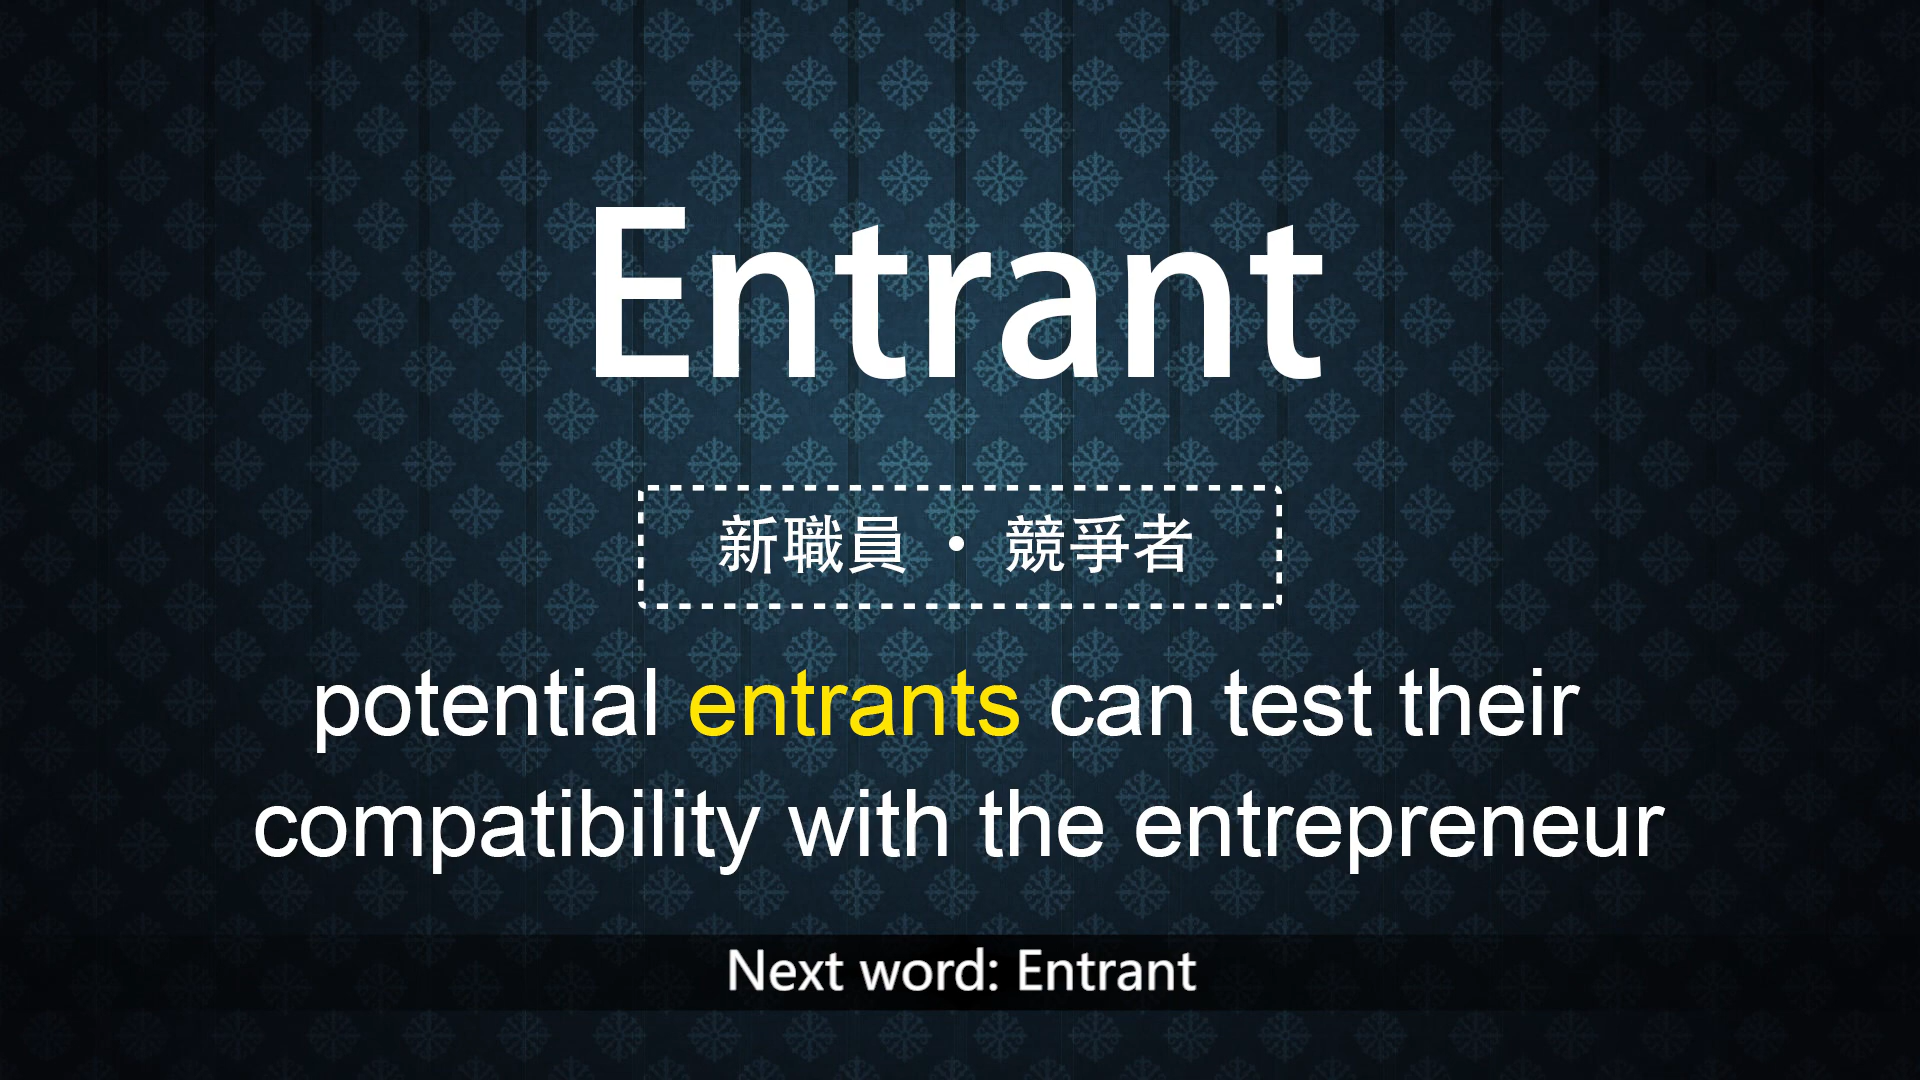 Entrant
新職員 • 競爭者
potential entrants can test their
compatibility with the entrepreneur
Next word: Entrant